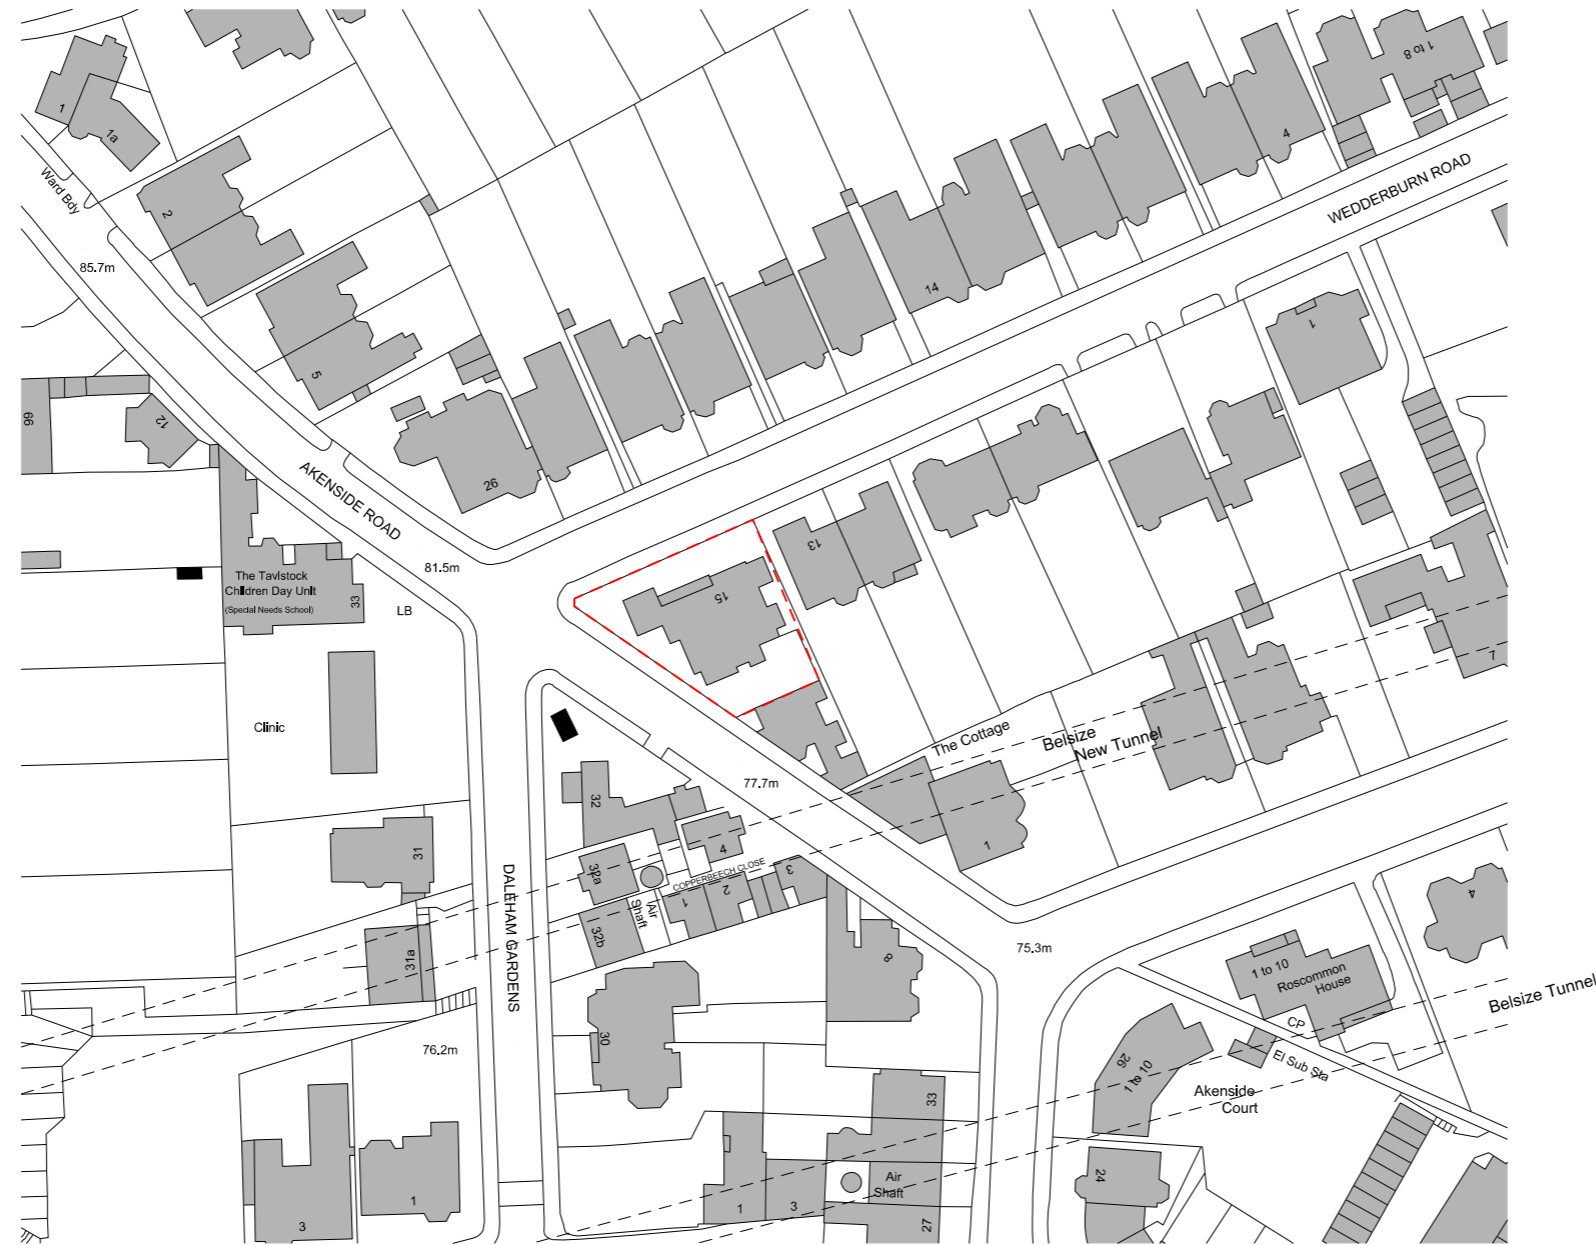 1 to 8
1
1a
4
Ward Bdy
WEDDERBURN ROAD
2
85.7m
14
1
5
66
12
26
AKENSIDE ROAD
13
81.5m
The Tavistock
Children Day Unit
(Special Needs School)
33
LB
15
7
Clinic
The Cottage
Belsize
New Tunnel
77.7m
32
31
4
1
32a
COPPERBEECH CLOSE
3
2
1
Air
Shaft
DALEHAM GARDENS
32b
4
31a
8
75.3m
1 to 10
Roscommon
House
Belsize Tunnel
CP
30
76.2m
El Sub Sta
26
1 to 10
Akenside
Court
33
24
Air
Shaft
3
1
1
3
27